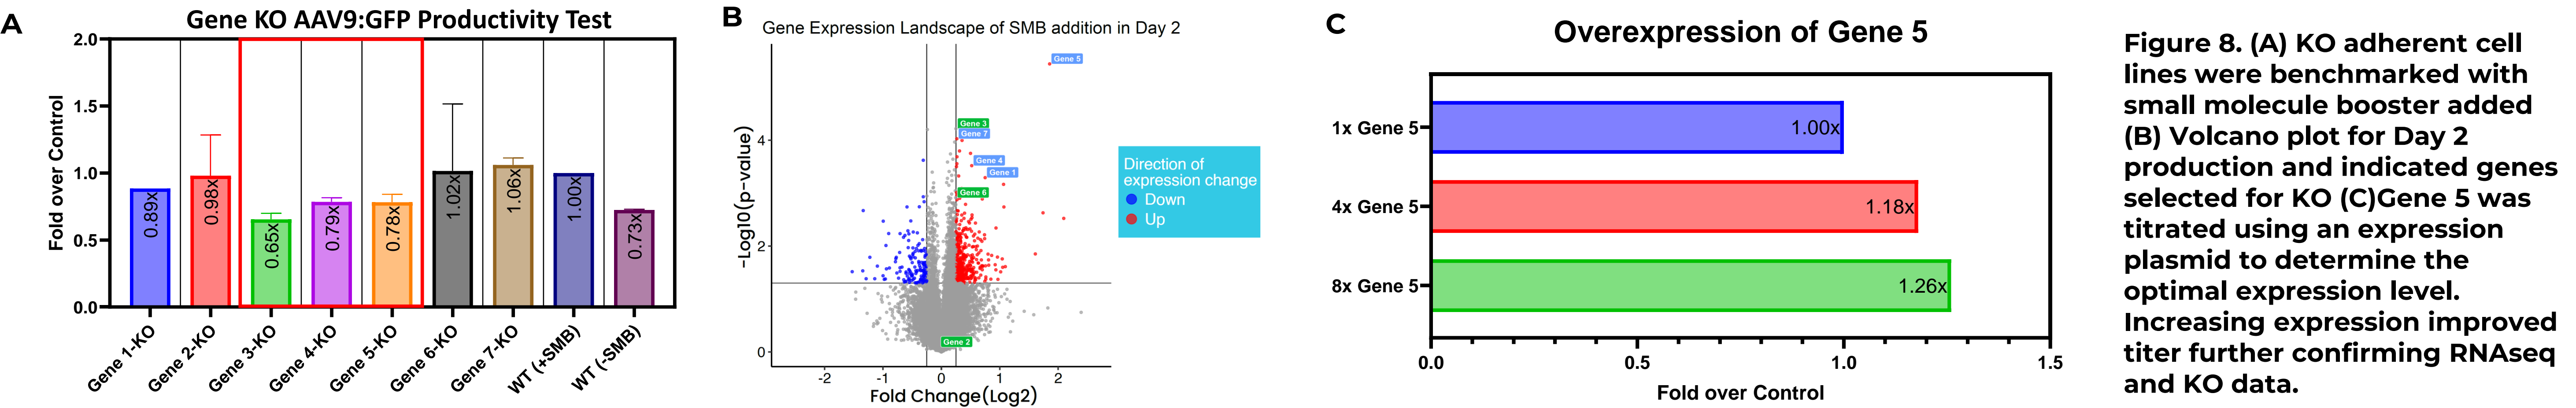 A
Gene KO AAV9:GFP Productivity Test
Fold over Control
2.0
1.5
1.0
0.5
0.0
0.89x
0.98x
0.65x
0.79x
0.78x
1.02x
1.06x
1.00x
0.73x
Gene 1-KO
Gene 2-KO
Gene 3-KO
Gene 4-KO
Gene 5-KO
Gene 6-KO
Gene 7-KO
WT (+SMB)
WT (-SMB)
B
Gene Expression Landscape of SMB addition in Day 2
−Log10(p-value)
4
2
0
Gene 5
Gene 3
Gene 7
Gene 4
Gene 1
Gene 6
Gene 2
-2
-1
0
1
2
Fold Change(Log2)
Direction of
expression change
Down
Up
C
Overexpression of Gene 5
1x Gene 5
1.00x
4x Gene 5
1.18x
8x Gene 5
1.26x
0.0
0.5
1.0
1.5
Fold over Control
Figure 8. (A) KO adherent cell
lines were benchmarked with
small molecule booster added
(B) Volcano plot for Day 2
production and indicated genes
selected for KO (C)Gene 5 was
titrated using an expression
plasmid to determine the
optimal expression level.
Increasing expression improved
titer further confirming RNAseq
and KO data.